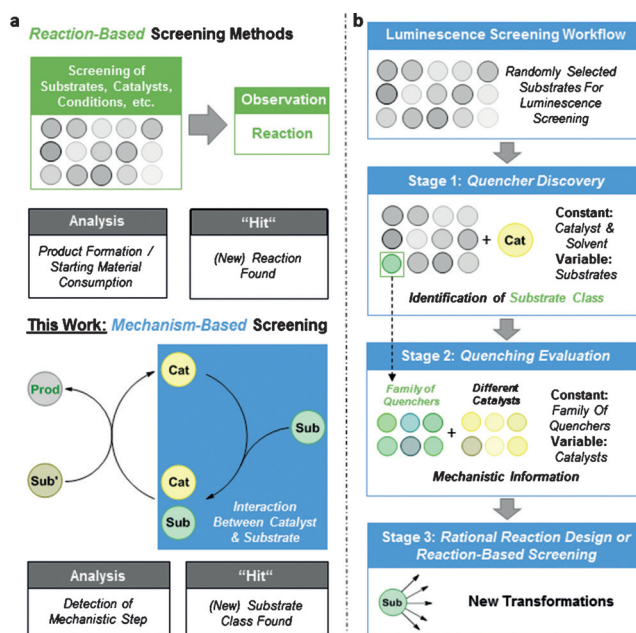 a
Reaction-Based Screening Methods
Screening of
Substrates, Catalysts,
Conditions, etc.
Observation
Reaction
Analysis
Product Formation /
Starting Material
Consumption
“Hit”
(New) Reaction
Found
This Work: Mechanism-Based Screening
Prod
Cat
Sub
Sub'
Cat
Sub
Interaction
Between Catalyst
& Substrate
Analysis
Detection of
Mechanistic Step
“Hit”
(New) Substrate
Class Found
b
Luminescence Screening Workflow
Randomly Selected
Substrates For
Luminescence
Screening
Stage 1: Quencher Discovery
+
Cat
Constant:
Catalyst &
Solvent
Variable:
Substrates
Identification of Substrate Class
Stage 2: Quenching Evaluation
Family of
Quenchers
+
Different
Catalysts
Constant:
Family Of
Quenchers
Variable:
Catalysts
Mechanistic Information
Stage 3: Rational Reaction Design or
Reaction-Based Screening
Sub
New Transformations